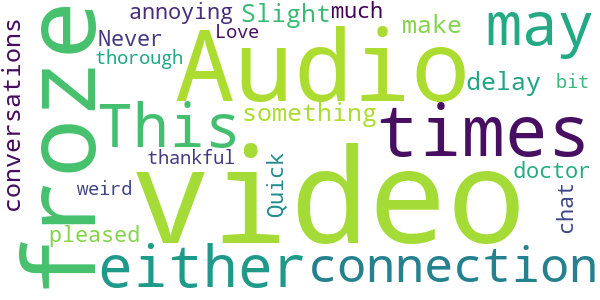 conversations
froze
annoying
Slight
much
may
Never
Love
make
thorough
Audio
delay
bit
This
something
times
thankful
Quick
video
doctor
weird
chat
pleased
either
connection